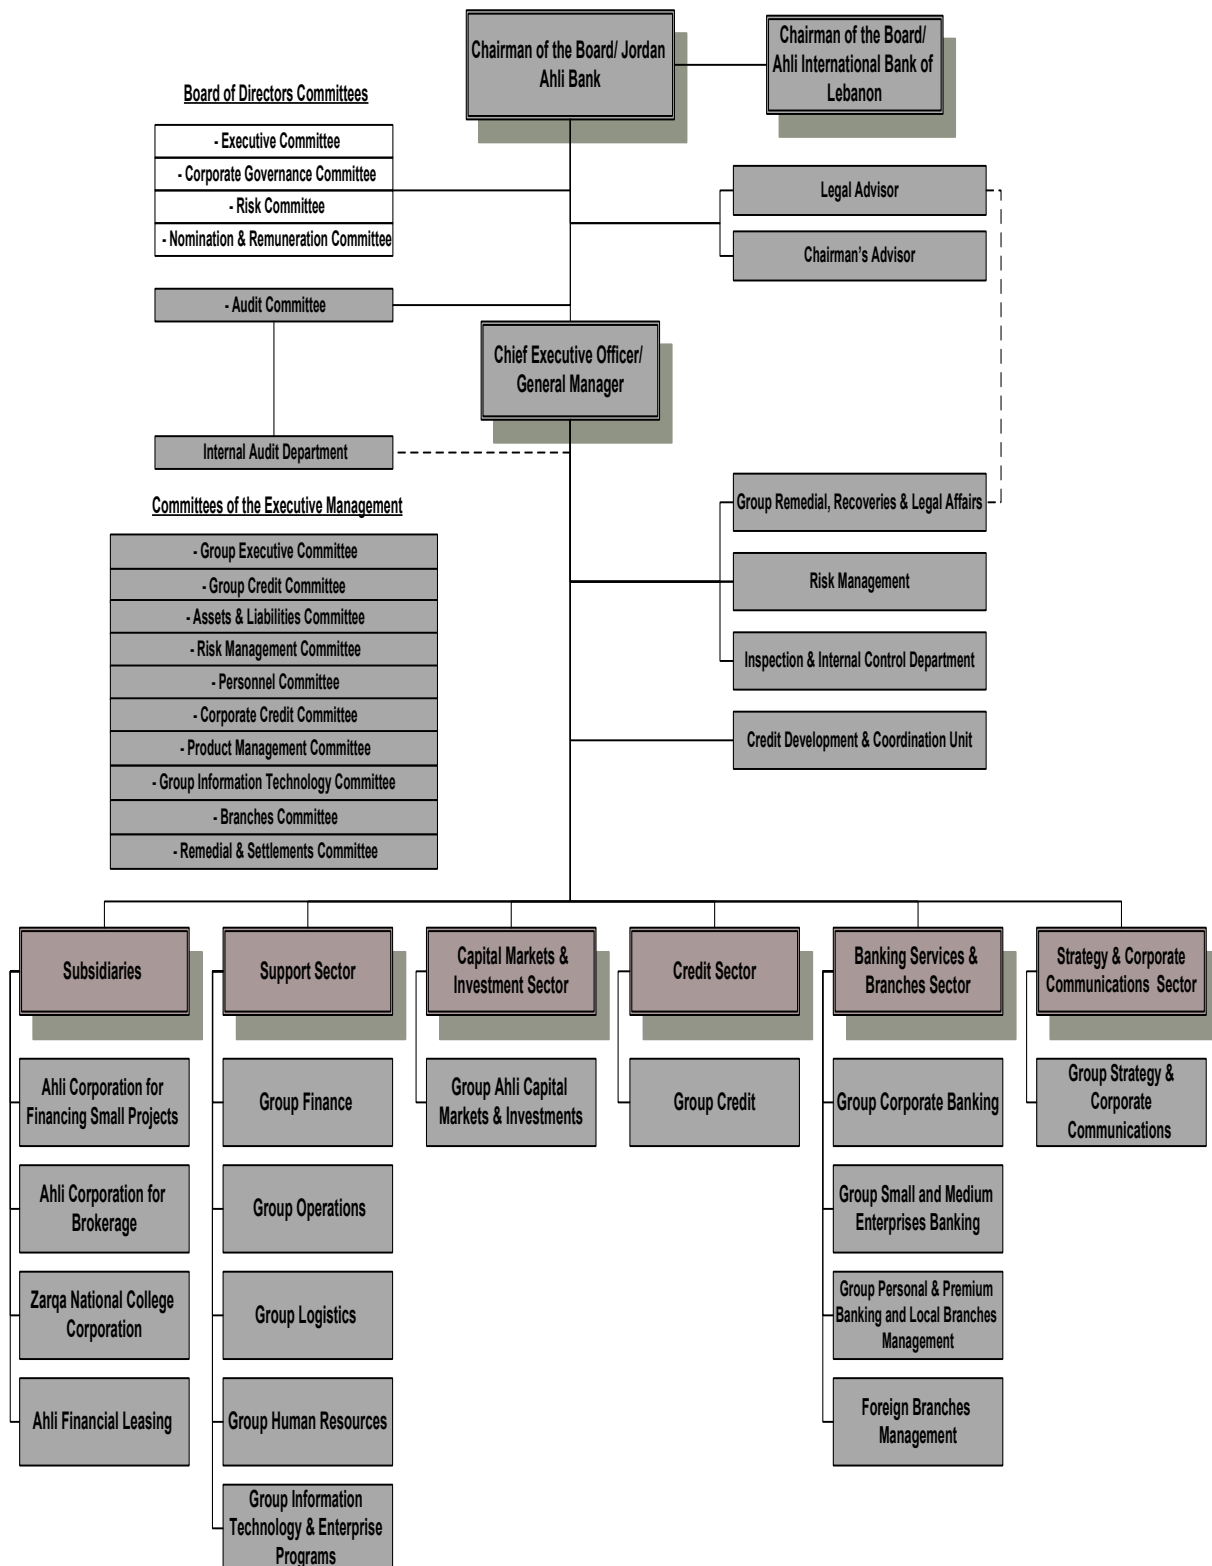 Chairman of the Board/ Jordan
Ahli Bank
Chairman of the Board/
Ahli International Bank of
Lebanon
Board of Directors Committees
- Executive Committee
- Corporate Governance Committee
- Risk Committee
- Nomination & Remuneration Committee
Legal Advisor
Chairman's Advisor
- Audit Committee
Chief Executive Officer/
General Manager
Internal Audit Department
Committees of the Executive Management
- Group Executive Committee
- Group Credit Committee
- Assets & Liabilities Committee
- Risk Management Committee
- Personnel Committee
- Corporate Credit Committee
- Product Management Committee
- Group Information Technology Committee
- Branches Committee
- Remedial & Settlements Committee
Group Remedial, Recoveries & Legal Affairs
Risk Management
Inspection & Internal Control Department
Credit Development & Coordination Unit
Subsidiaries
Ahli Corporation for
Financing Small Projects
Ahli Corporation for
Brokerage
Zarqa National College
Corporation
Ahli Financial Leasing
Support Sector
Group Finance
Group Operations
Group Logistics
Group Human Resources
Group Information
Technology & Enterprise
Programs
Capital Markets &
Investment Sector
Group Ahli Capital
Markets & Investments
Credit Sector
Group Credit
Banking Services &
Branches Sector
Group Corporate Banking
Group Small and Medium
Enterprises Banking
Group Personal & Premium
Banking and Local Branches
Management
Foreign Branches
Management
Strategy & Corporate
Communications Sector
Group Strategy &
Corporate
Communications